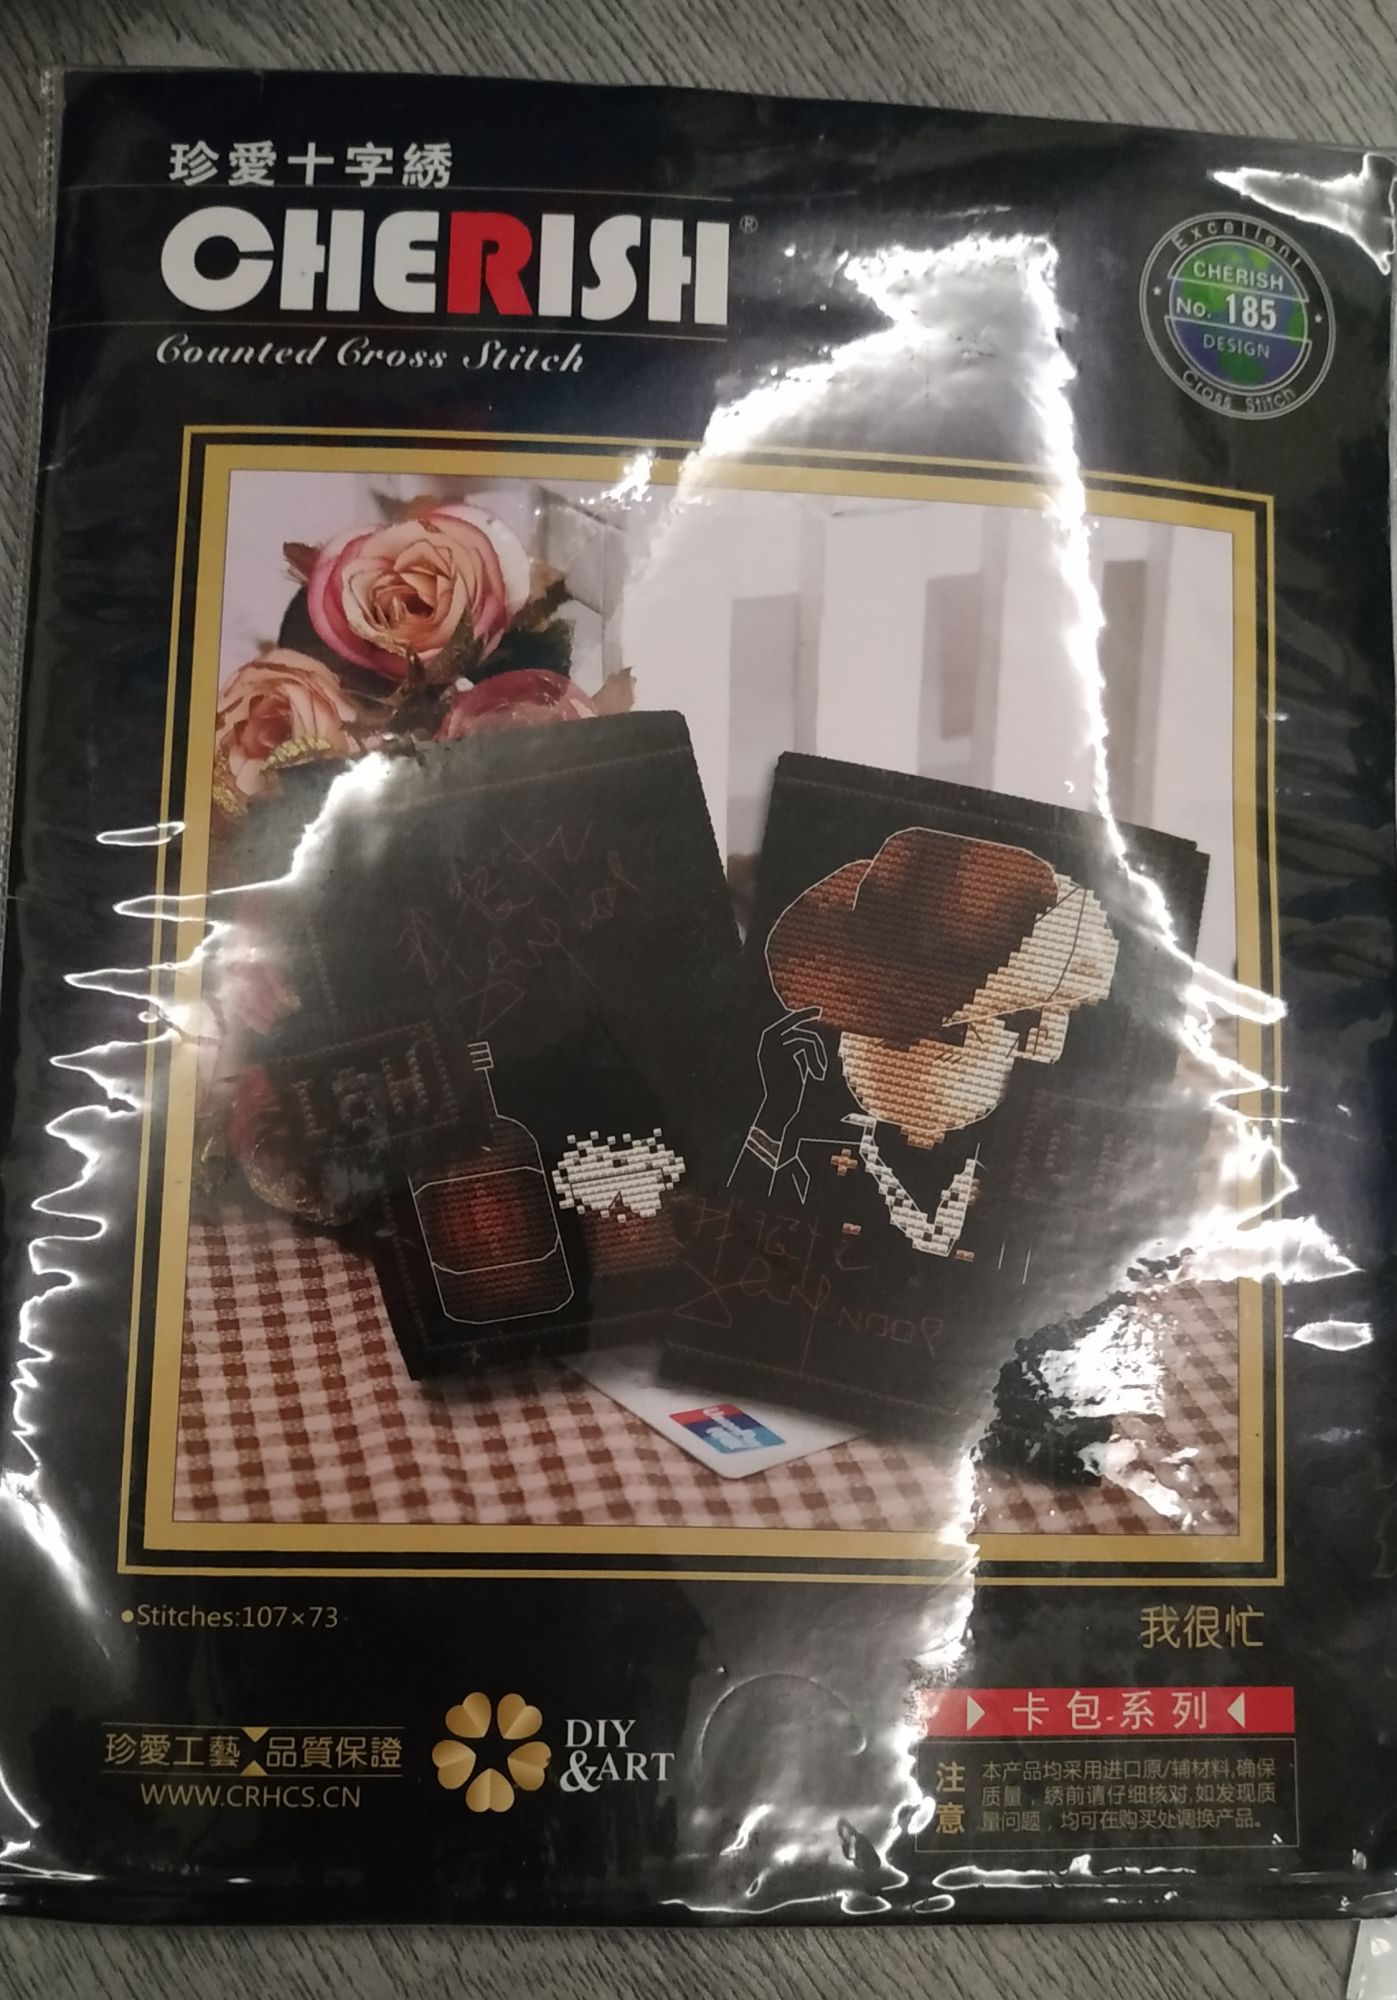 珍愛十字綉
CHERISH®
Counted Cross Stitch
Excellent
CHERISH
No. 185
DESIGN
Cross Stitch
•Stitches:107×73
我很忙
卡包系列
珍愛工藝 品質保證
WWW.CRHCS.CN
DIY
&ART
注意
本产品均采用进口原/辅材料,确保
质量，绣前请仔细核对,如发现质
量问题，均可在购买处调换产品。